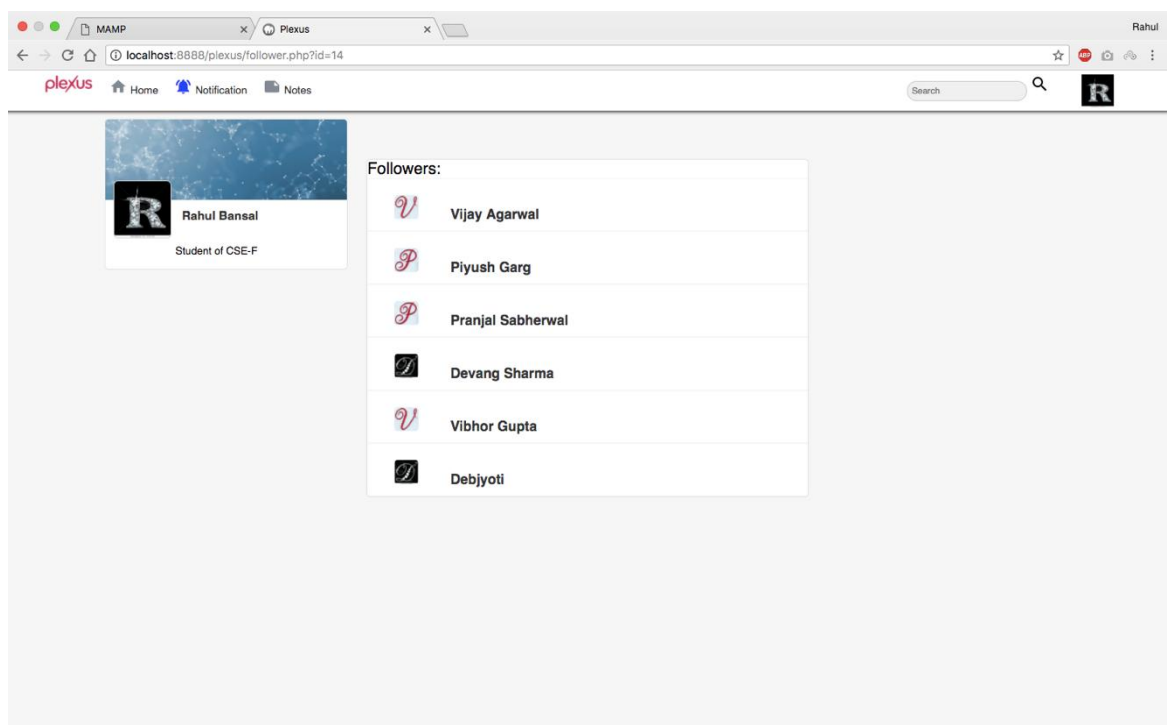 MAMP
Plexus
Rahul
localhost:8888/plexus/follower.php?id=14
ABP
plexus
Home
Notification
Notes
Search
R
R
Rahul Bansal
Student of CSE-F
Followers:
V
Vijay Agarwal
P
Piyush Garg
P
Pranjal Sabherwal
D
Devang Sharma
V
Vibhor Gupta
D
Debjyoti